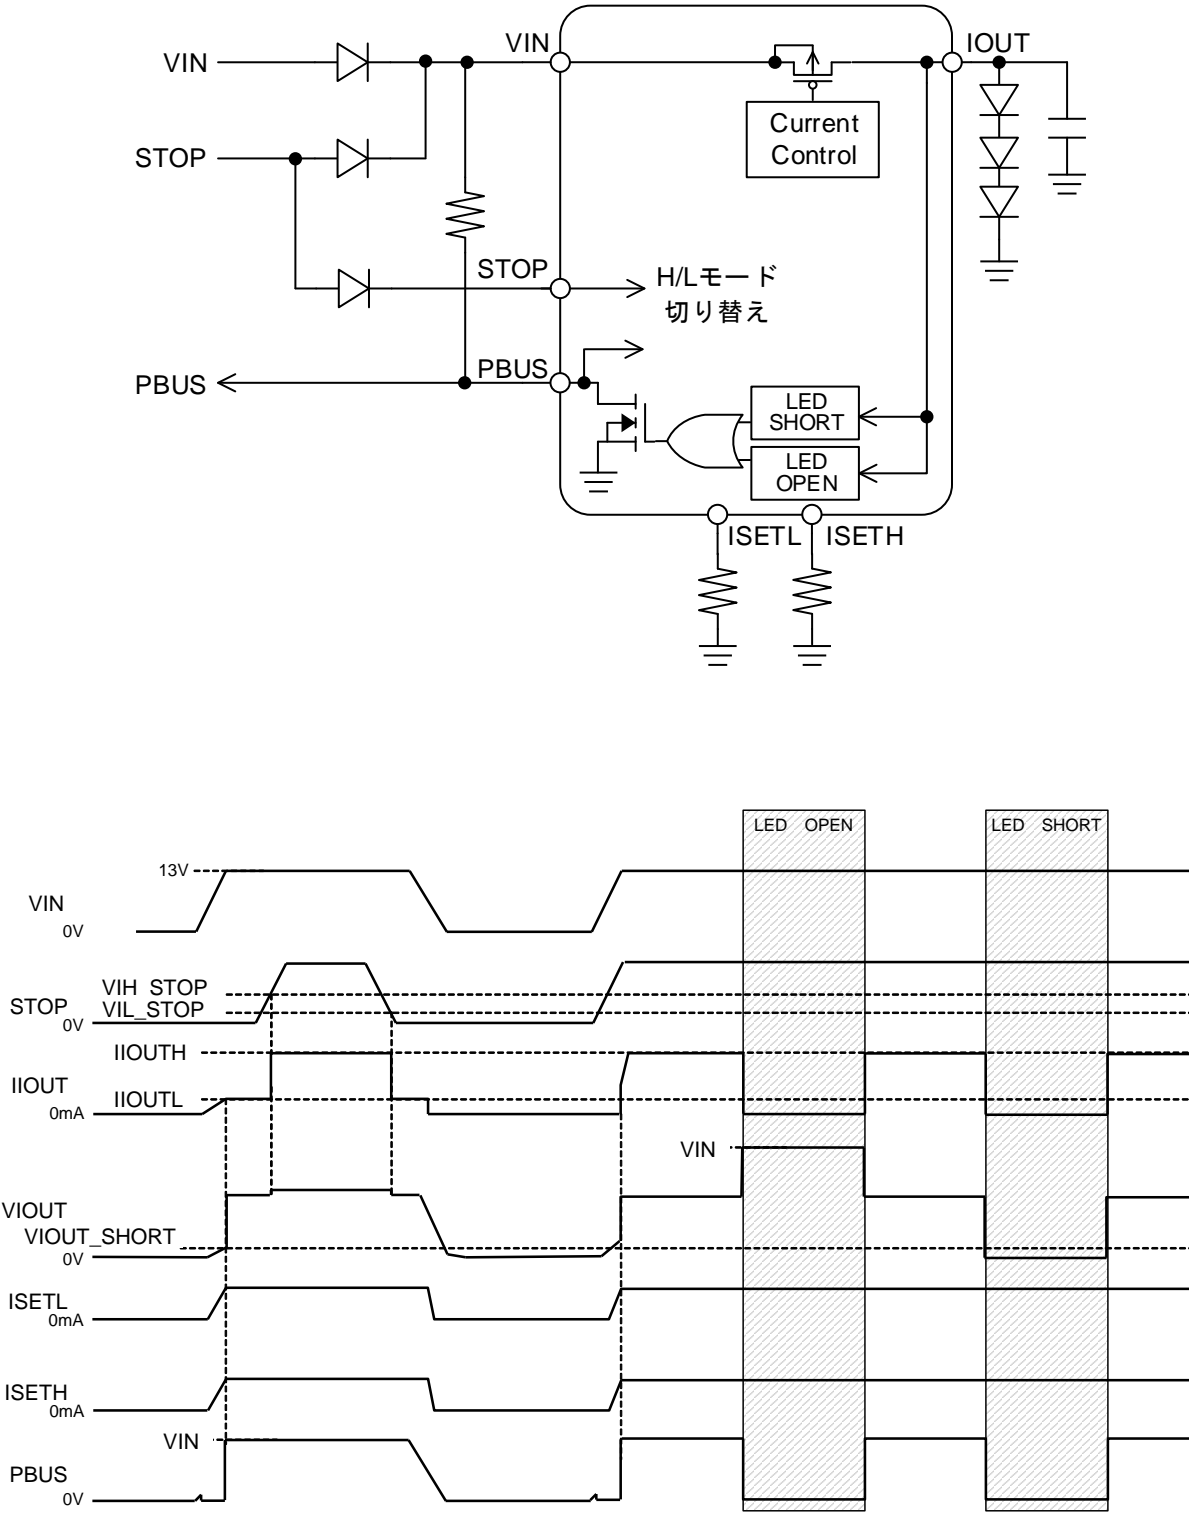 VIN
VIN
IOUT
Current
Control
STOP
STOP
H/Lモード
切り替え
PBUS
PBUS
LED
SHORT
LED
OPEN
ISETL
ISETH
LED OPEN
LED SHORT
13V
VIN
0V
VIH STOP
VIL_STOP
STOP
0V
IIOUTH
IIOUT
IIOUTL
0mA
VIN
VIOUT
VIOUT_SHORT
0V
ISETL
0mA
ISETH
0mA
VIN
PBUS
0V